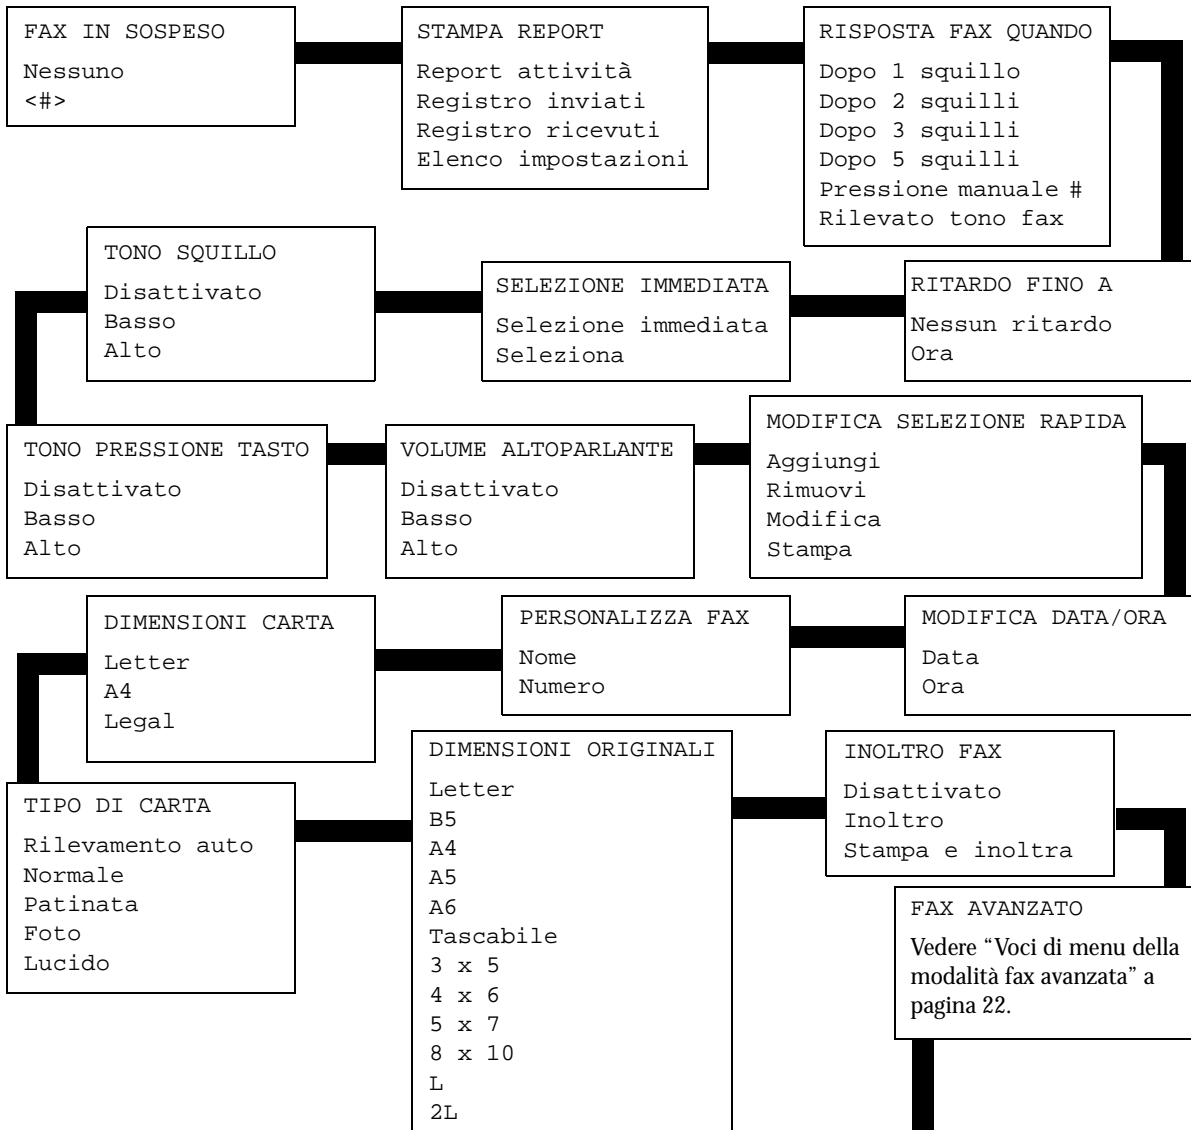 FAX IN SOSPESO
Nessuno
<#>
STAMPA REPORT
Report attività
Registro inviati
Registro ricevuti
Elenco impostazioni
RISPOSTA FAX QUANDO
Dopo 1 squillo
Dopo 2 squilli
Dopo 3 squilli
Dopo 5 squilli
Pressione manuale #
Rilevato tono fax
RITARDO FINO A
Nessun ritardo
Ora
SELEZIONE IMMEDIATA
Selezione immediata
Seleziona
TONO SQUILLO
Disattivato
Basso
Alto
TONO PRESSIONE TASTO
Disattivato
Basso
Alto
VOLUME ALTOPARLANTE
Disattivato
Basso
Alto
MODIFICA SELEZIONE RAPIDA
Aggiungi
Rimuovi
Modifica
Stampa
MODIFICA DATA/ORA
Data
Ora
PERSONALIZZA FAX
Nome
Numero
DIMENSIONI CARTA
Letter
A4
Legal
TIPO DI CARTA
Rilevamento auto
Normale
Patinata
Foto
Lucido
DIMENSIONI ORIGINALI
Letter
B5
A4
A5
A6
Tascabile
3 x 5
4 x 6
5 x 7
8 x 10
L
2L
INOLTRO FAX
Disattivato
Inoltro
Stampa e inoltra
FAX AVANZATO
Vedere “Voci di menu della
modalità fax avanzata” a
pagina 22.